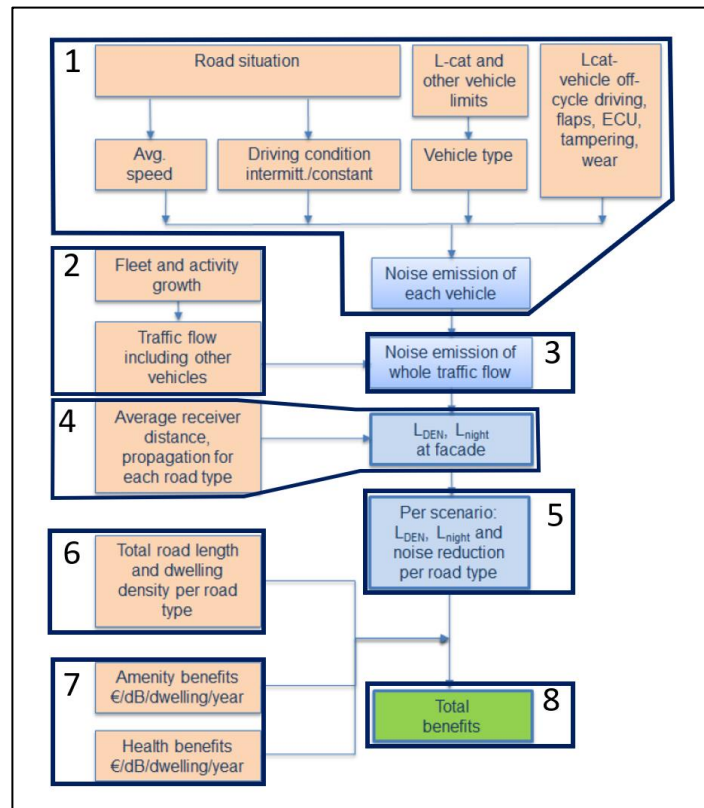 1
Road situation
L-cat and
other vehicle
limits
Lcat-
vehicle off-
cycle driving,
flaps, ECU,
tampering,
wear
Avg.
speed
Driving condition
intermitt./constant
Vehicle type
Noise emission of
each vehicle
2
Fleet and activity
growth
Traffic flow
including other
vehicles
Noise emission of
whole traffic flow
3
4
Average receiver
distance,
propagation for
each road type
LDEN, Lnight
at facade
Per scenario:
LDEN, Lnight and
noise reduction
per road type
5
6
Total road length
and dwelling
density per road
type
7
Amenity benefits
€/dB/dwelling/year
Health benefits
€/dB/dwelling/year
Total
benefits
8